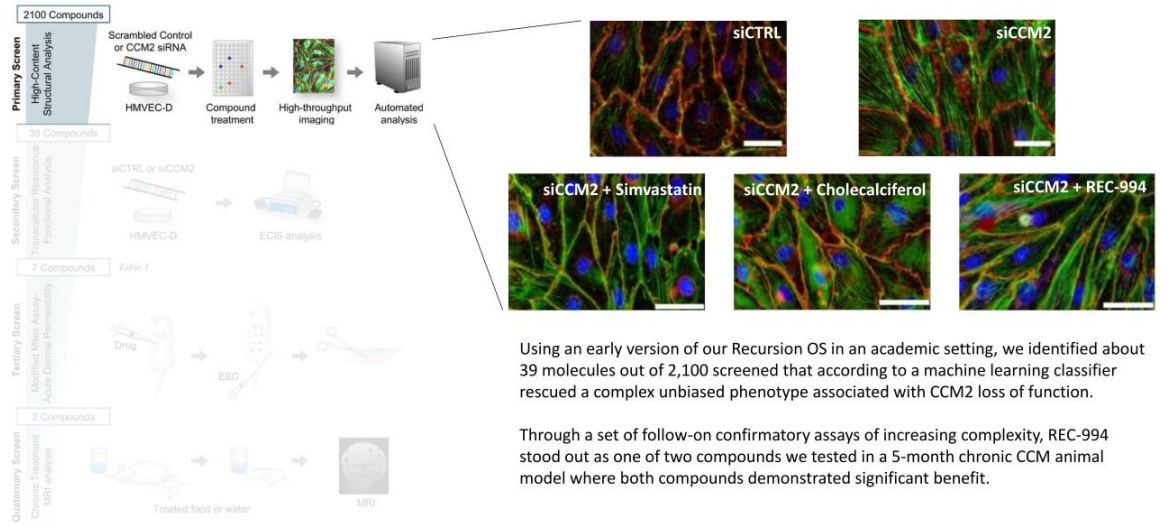 2100 Compounds
Primary Screen
High-Content
Structural Analysis
Scrambled Control
or CCM2 siRNA
HMVEC-D
Compound
treatment
High-throughput
imaging
Automated
analysis
38 Compounds
Secondary Screen
Transcellular Resistance
Functional Analysis
siCTRL or siCCM2
HMVEC-D
ECIS analysis
7 Compounds
Table 1
Tertiary Screen
Modified Miles Assay-
Acute Dermal Permeability
Drug
EBD
2 Compounds
Quaternary Screen
Chronic Treatment
MRI analysis
Treated food or water
MRI
siCTRL
siCCM2
siCCM2 + Simvastatin
siCCM2 + Cholecalciferol
siCCM2 + REC-994
Using an early version of our Recursion OS in an academic setting, we identified about
39 molecules out of 2,100 screened that according to a machine learning classifier
rescued a complex unbiased phenotype associated with CCM2 loss of function.
Through a set of follow-on confirmatory assays of increasing complexity, REC-994
stood out as one of two compounds we tested in a 5-month chronic CCM animal
model where both compounds demonstrated significant benefit.